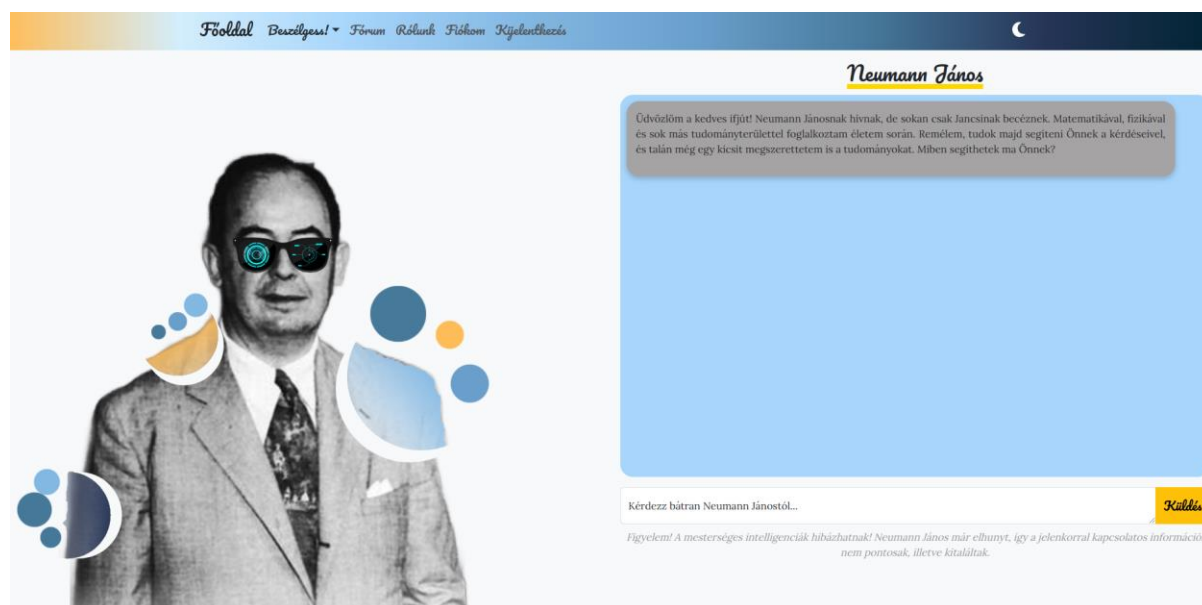 Főoldal Beszélgess! Fórum Rólunk Fiókom Kijelentkezés
Neumann János
Üdvözlöm a kedves ifjút! Neumann Jánosnak hívnak, de sokan csak Jancsinak becéznek. Matematikával, fizikával
és sok más tudományterülettel foglalkoztam életem során. Remélem, tudok majd segíteni Önnek a kérdéseivel,
és talán még egy kicsit megszerettetem is a tudományokat. Miben segíthetek ma Önnek?
Kérdezz bátran Neumann Jánostól...
Küldés
Figyelem! A mesterséges intelligenciák hibázhatnak! Neumann János már elhunyt, így a jelenkorral kapcsolatos információ
nem pontosak, illetve kitaláltak.